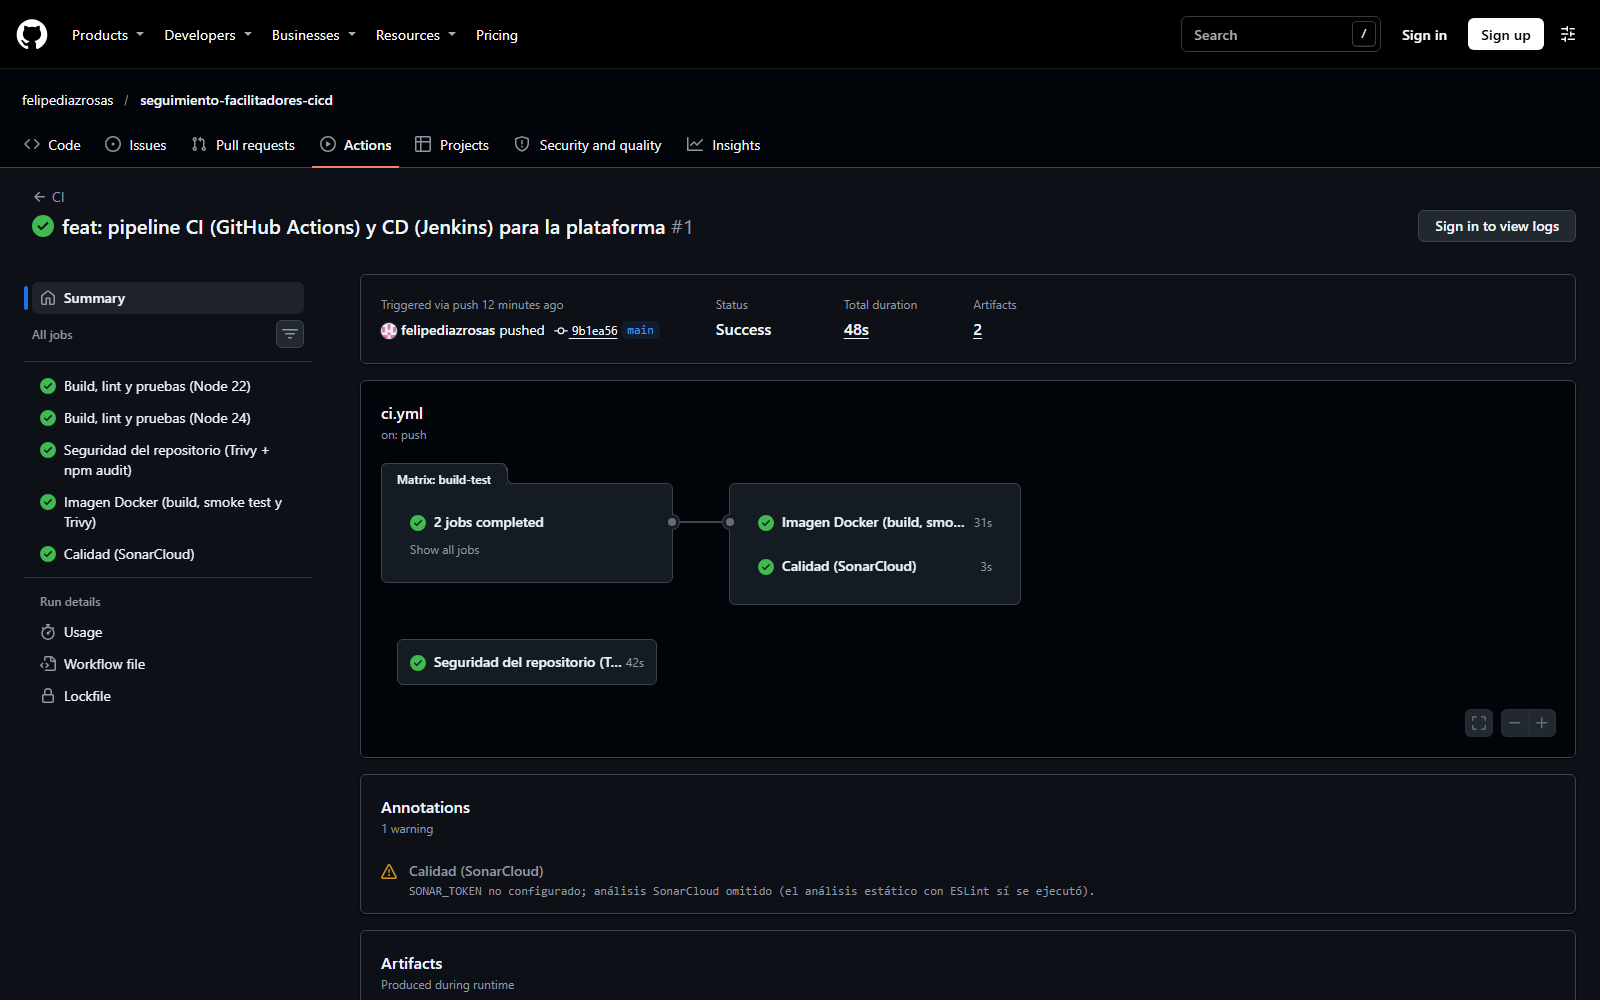 Products Developers Businesses Resources Pricing Search / Sign in Sign up
felipediazrosas / seguimiento-facilitadores-cicd
Code Issues Pull requests Actions Projects Security and quality Insights
CI
feat: pipeline CI (GitHub Actions) y CD (Jenkins) para la plataforma #1
Sign in to view logs
Summary
All jobs
Build, lint y pruebas (Node 22)
Build, lint y pruebas (Node 24)
Seguridad del repositorio (Trivy +
npm audit)
Imagen Docker (build, smoke test y
Trivy)
Calidad (SonarCloud)
Run details
Usage
Workflow file
Lockfile
Triggered via push 12 minutes ago
felipediazrosas pushed 9b1ea56 main
Status
Success
Total duration
48s
Artifacts
2
ci.yml
on: push
Matrix: build-test
2 jobs completed
Show all jobs
Imagen Docker (build, smo... 31s
Calidad (SonarCloud) 3s
Seguridad del repositorio (T... 42s
Annotations
1 warning
Calidad (SonarCloud)
SONAR_TOKEN no configurado; análisis SonarCloud omitido (el análisis estático con ESLint sí se ejecutó).
Artifacts
Produced during runtime